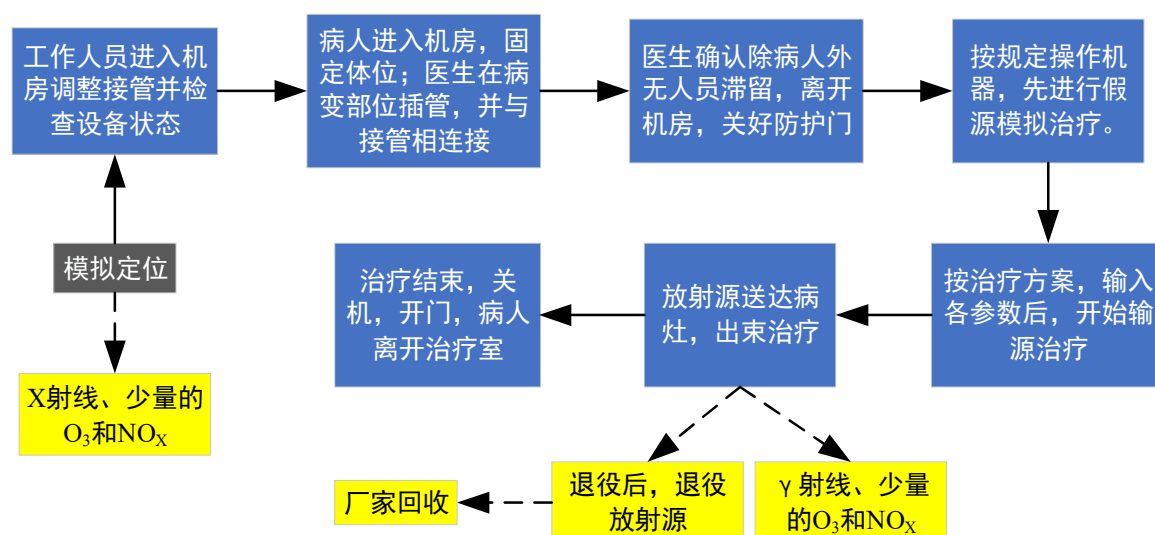 工作人员进入机
房调整接管并检
查设备状态
病人进入机房，固
定体位；医生在病
变部位插管，并与
接管相连接
医生确认除病人外
无人员滞留，离开
机房，关好防护门
按规定操作机
器，先进行假
源模拟治疗。
模拟定位
治疗结束，关
机，开门，病人
离开治疗室
放射源送达病
灶，出束治疗
按治疗方案，输入
各参数后，开始输
源治疗
X射线、少量的
O₃和NOX
厂家回收
退役后，退役
放射源
γ射线、少量
的O₃和NOX